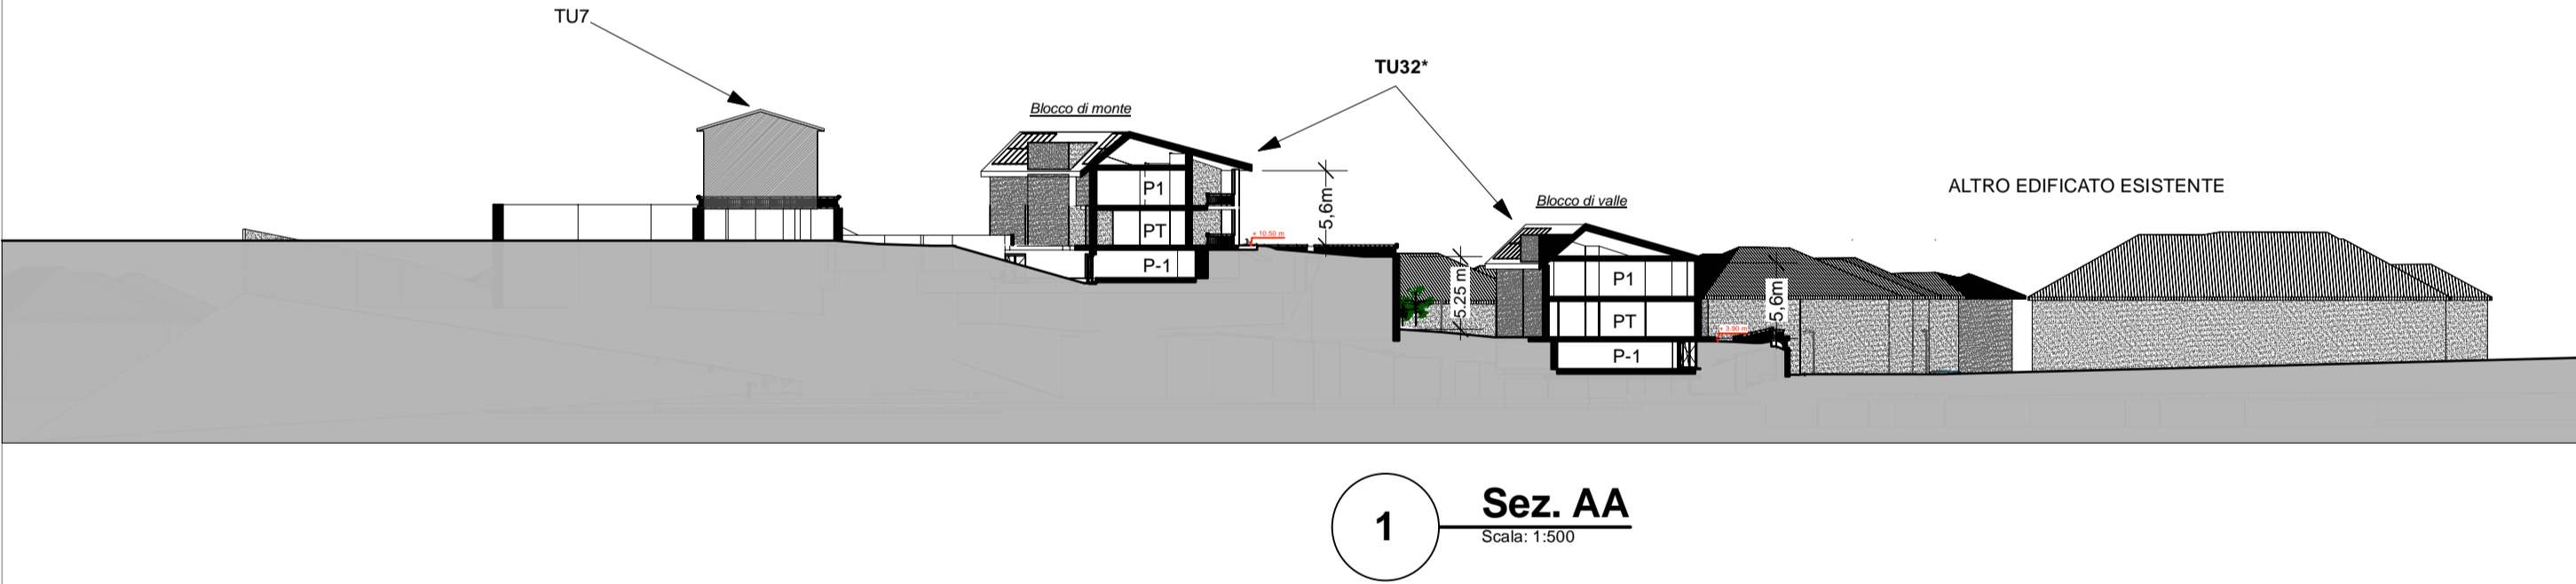 TU7
TU32*
Blocco di monte
P1
PT
P-1
5,6m
+ 10.50 m
Blocco di valle
ALTRO EDIFICATO ESISTENTE
5.25 m
P1
PT
P-1
5,6m
+ 3.90 m
1
Sez. AA
Scala: 1:500